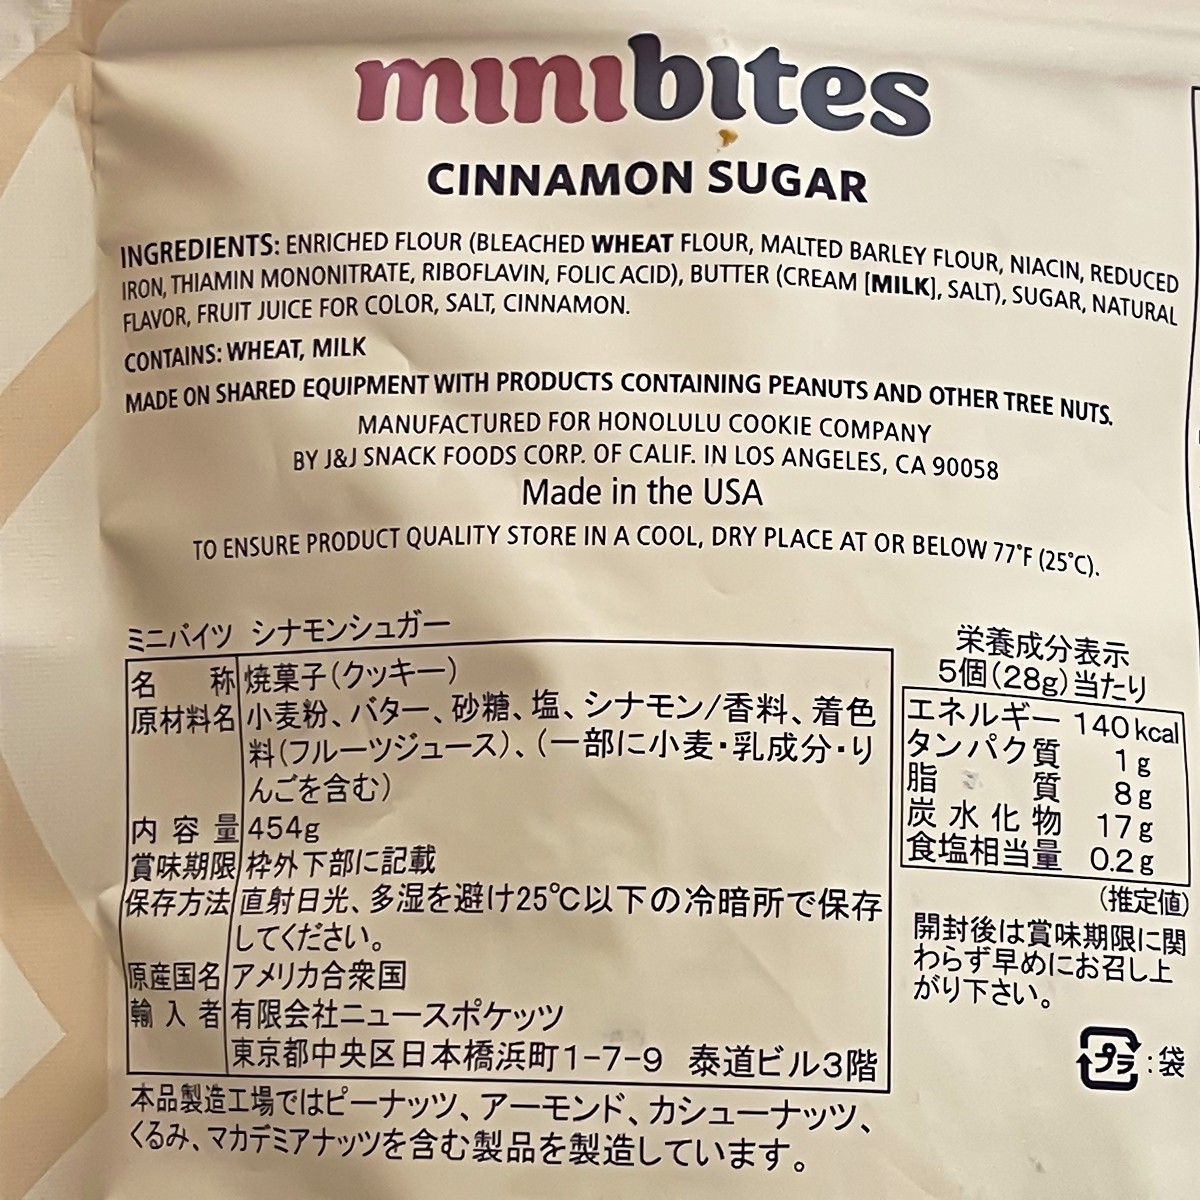 minibites
CINNAMON SUGAR
INGREDIENTS: ENRICHED FLOUR (BLEACHED WHEAT FLOUR, MALTED BARLEY FLOUR, NIACIN, REDUCED
IRON, THIAMIN MONONITRATE, RIBOFLAVIN, FOLIC ACID), BUTTER (CREAM [MILK], SALT), SUGAR, NATURAL
FLAVOR, FRUIT JUICE FOR COLOR, SALT, CINNAMON.
CONTAINS: WHEAT, MILK
MADE ON SHARED EQUIPMENT WITH PRODUCTS CONTAINING PEANUTS AND OTHER TREE NUTS.
MANUFACTURED FOR HONOLULU COOKIE COMPANY
BY J&J SNACK FOODS CORP. OF CALIF. IN LOS ANGELES, CA 90058
Made in the USA
TO ENSURE PRODUCT QUALITY STORE IN A COOL, DRY PLACE AT OR BELOW 77°F (25°C).
ミニバイツ シナモンシュガー
名 称 焼菓子(クッキー)
原材料名 小麦粉、バター、砂糖、塩、シナモン/香料、着色
料(フルーツジュース)、(一部に小麦・乳成分・り
んごを含む)
内容量 454g
賞味期限 枠外下部に記載
保存方法 直射日光、多湿を避け25℃以下の冷暗所で保存
してください。
原産国名 アメリカ合衆国
輸入者 有限会社ニュースポケッツ
東京都中央区日本橋浜町1-7-9 泰道ビル3階
本品製造工場ではピーナッツ、アーモンド、カシューナッツ、
くるみ、マカデミアナッツを含む製品を製造しています。
栄養成分表示
5個(28g)当たり
エネルギー 140kcal
タンパク質 1g
脂質 8g
炭水化物 17g
食塩相当量 0.2g
(推定値)
開封後は賞味期限に関
わらず早めにお召し上
がり下さい。
プラ:袋